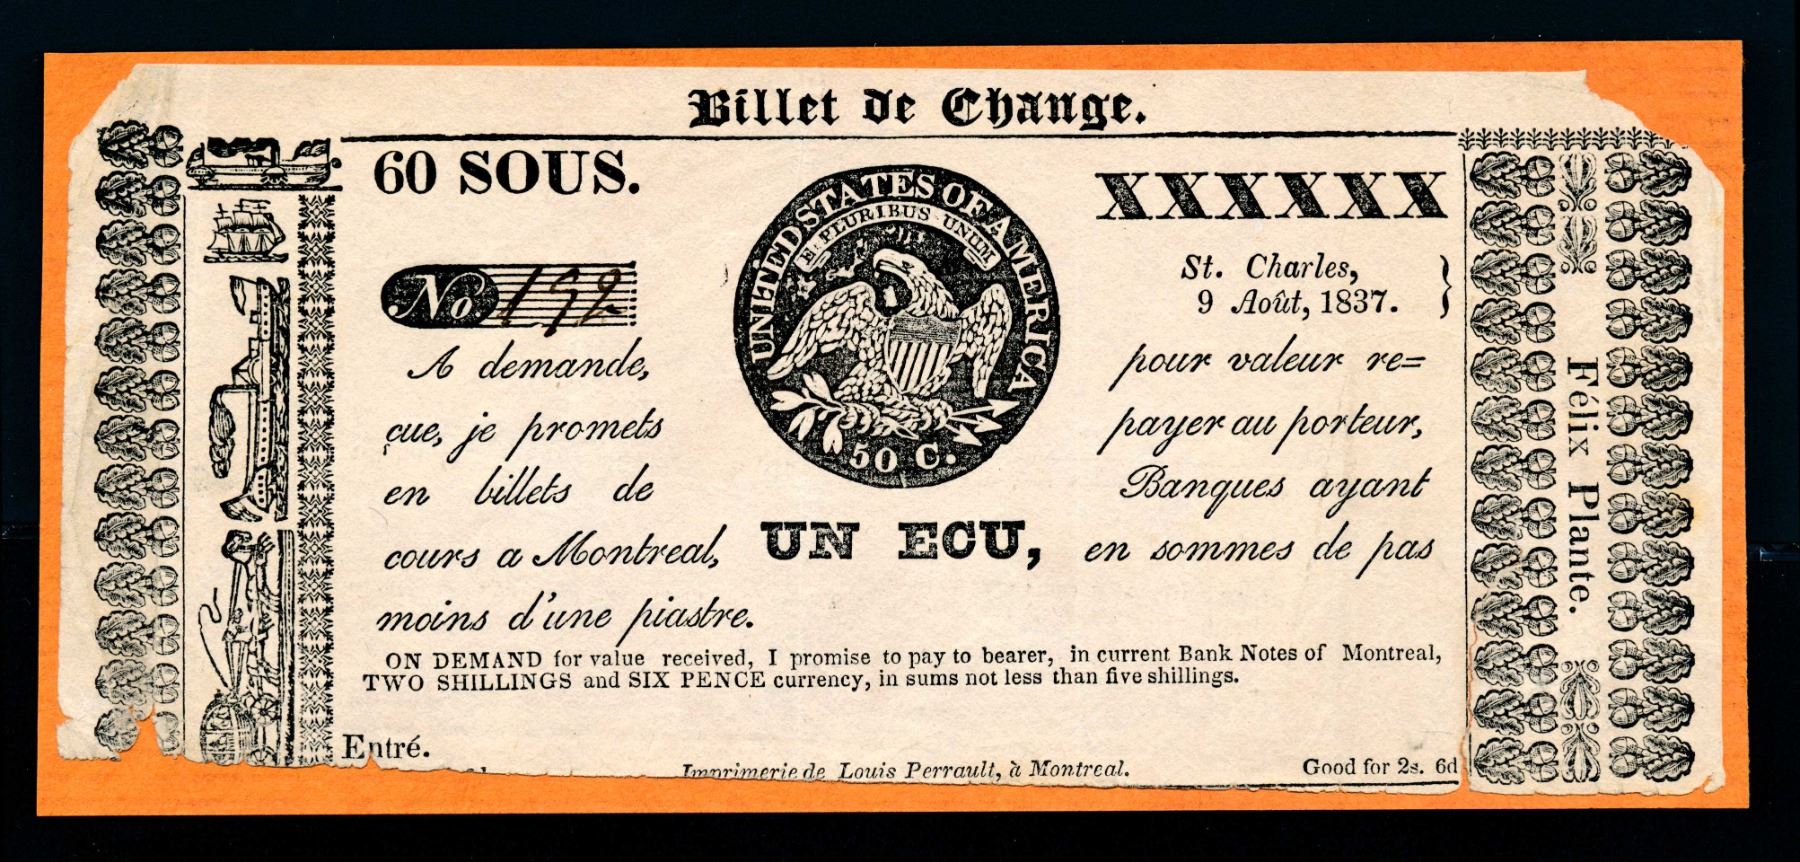 Billet de Change.
60 SOUS.
XXXXXX
UNITED STATES OF AMERICA
E PLURIBUS UNUM
50 C.
St. Charles,
9 Août, 1837.
No 192
A demande, pour valeur re=
çue, je promets payer au porteur,
en billets de Banques ayant
cours a Montreal, UN ECU, en sommes de pas
moins d'une piastre.
ON DEMAND for value received, I promise to pay to bearer, in current Bank Notes of Montreal,
TWO SHILLINGS and SIX PENCE currency, in sums not less than five shillings.
Entré.
Imprimerie de Louis Perrault, à Montreal.
Good for 2s. 6d
Félix Plante.